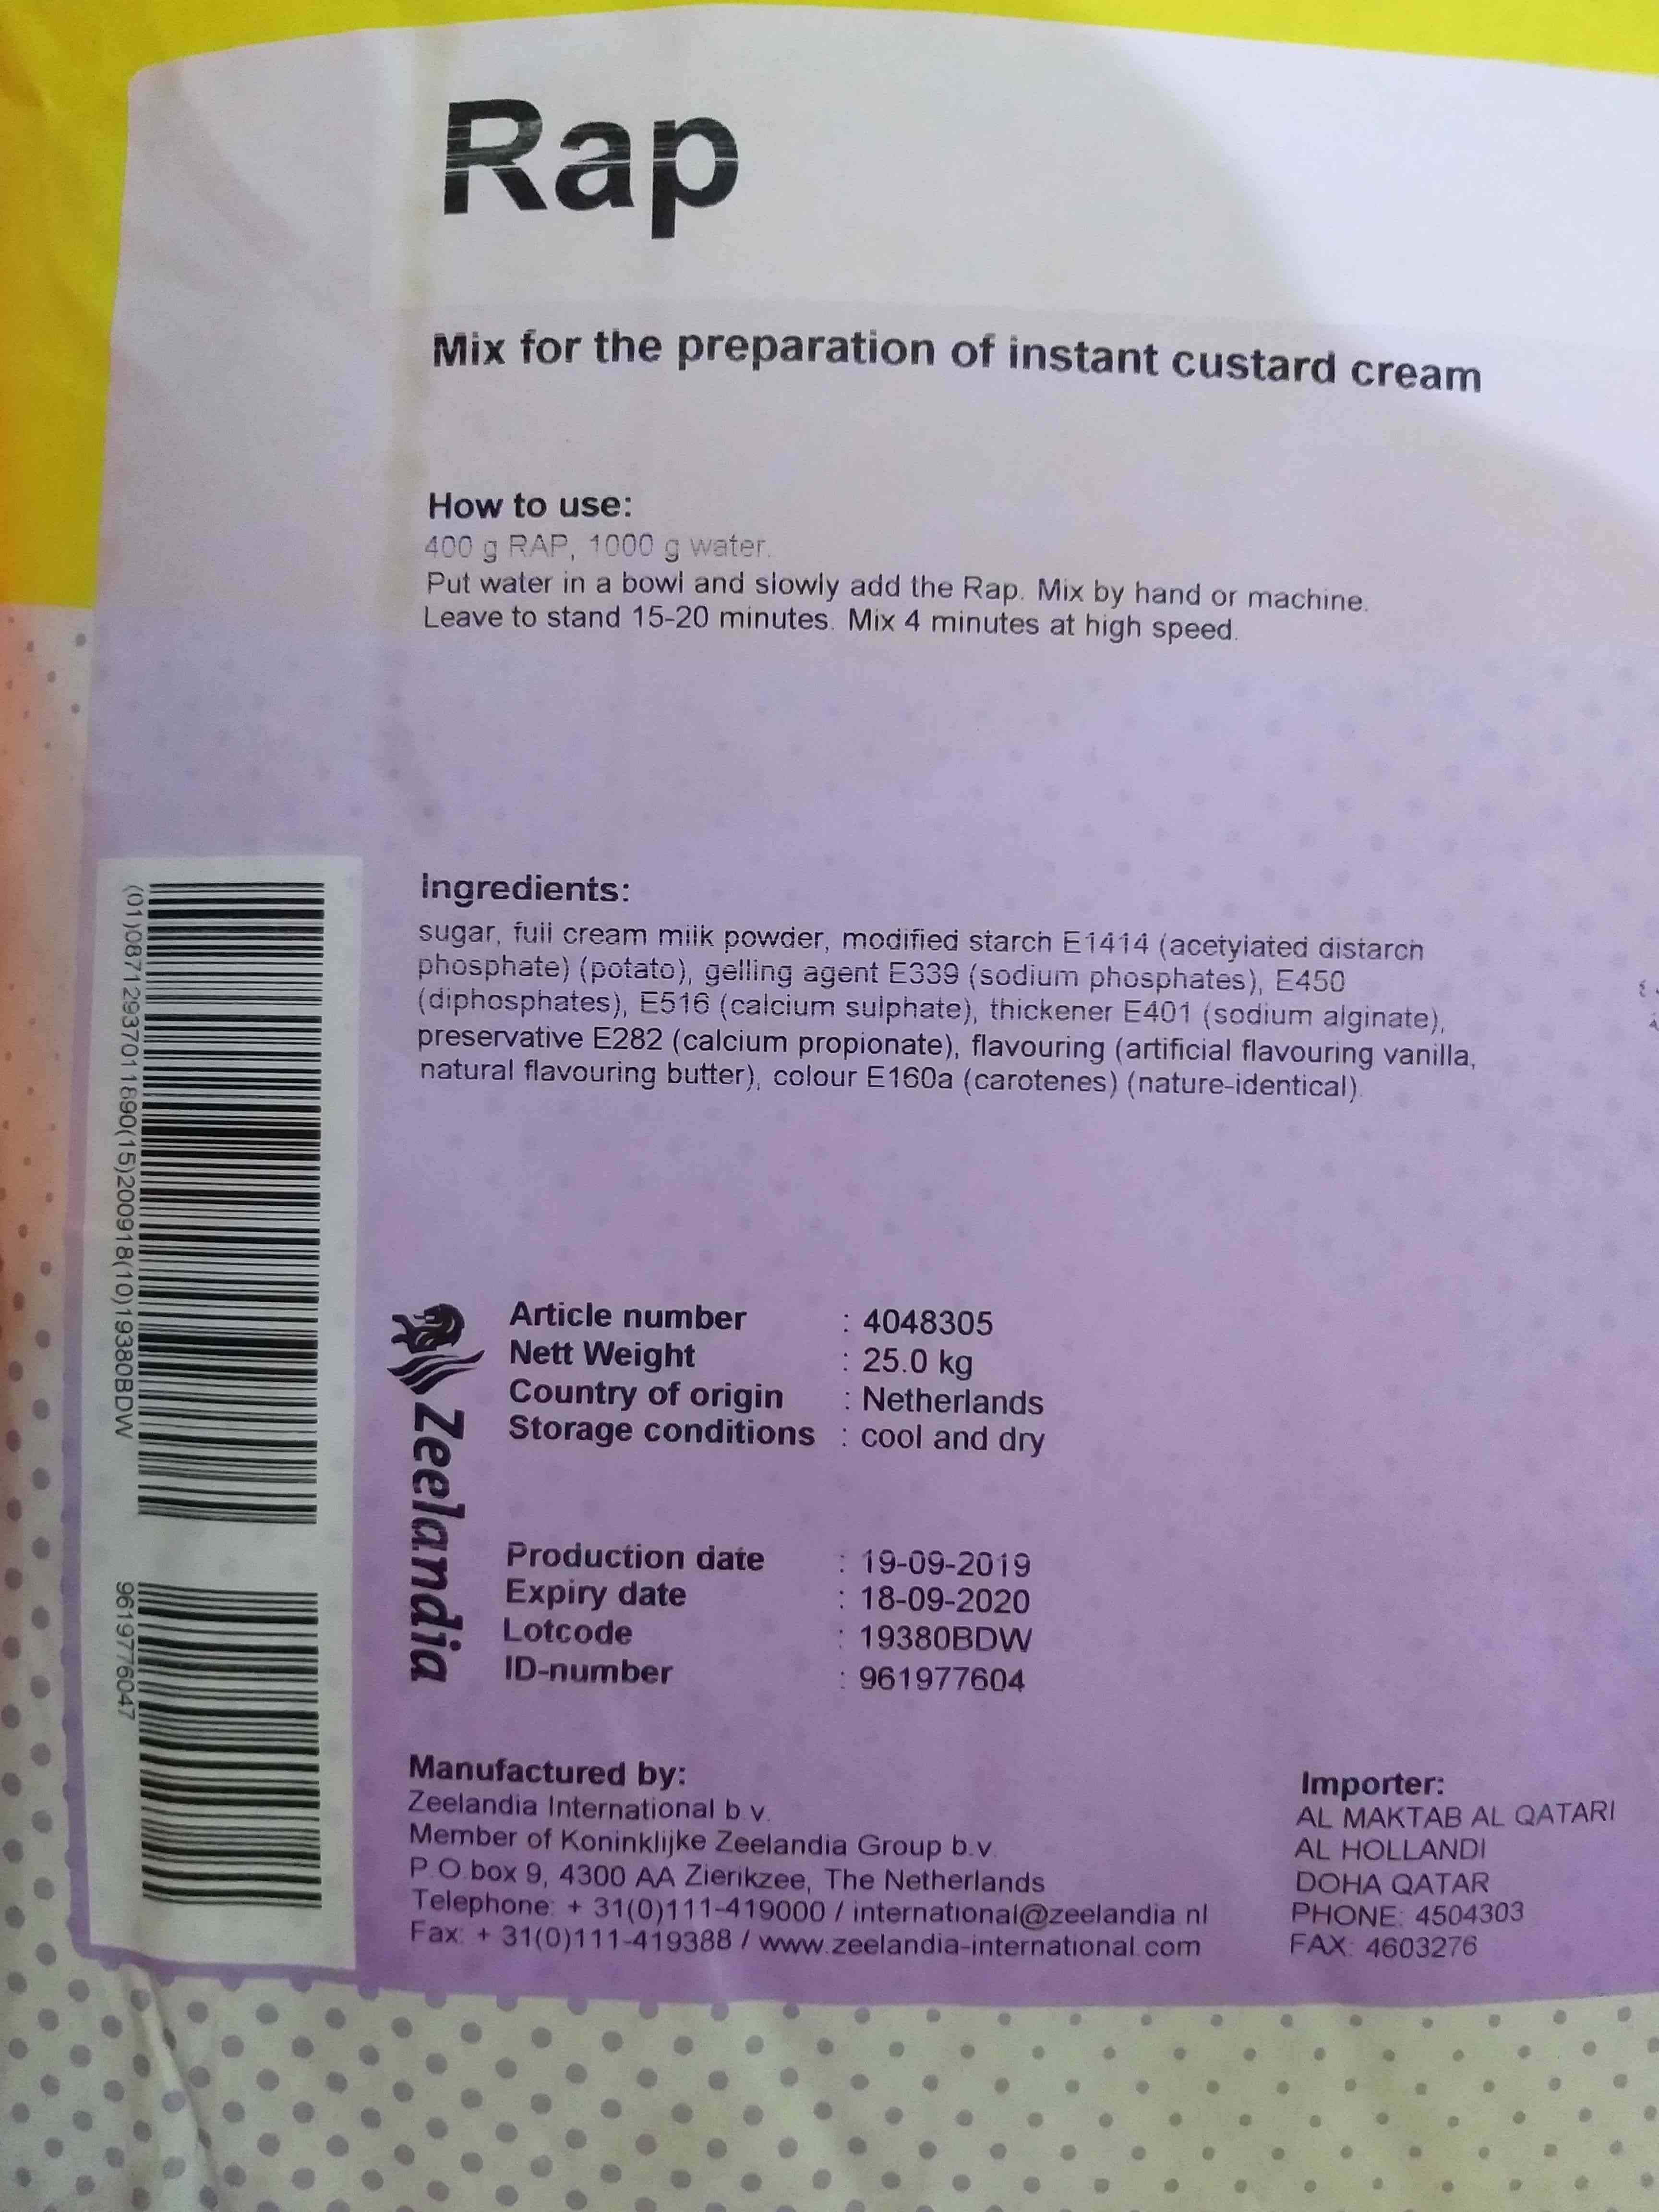 Rap
Mix for the preparation of instant custard cream
How to use:
400 g RAP, 1000 g water.
Put water in a bowl and slowly add the Rap. Mix by hand or machine.
Leave to stand 15-20 minutes. Mix 4 minutes at high speed.
Ingredients:
sugar, full cream milk powder, modified starch E1414 (acetylated distarch
phosphate) (potato), gelling agent E339 (sodium phosphates), E450
(diphosphates), E516 (calcium sulphate), thickener E401 (sodium alginate),
preservative E282 (calcium propionate), flavouring (artificial flavouring vanilla,
natural flavouring butter), colour E160a (carotenes) (nature-identical).
(01)08712937011890(15)200918(10)19380BDW
9619776047
Zeelandia
Article number : 4048305
Nett Weight : 25.0 kg
Country of origin : Netherlands
Storage conditions : cool and dry
Production date : 19-09-2019
Expiry date : 18-09-2020
Lotcode : 19380BDW
ID-number : 961977604
Manufactured by:
Zeelandia International b.v.
Member of Koninklijke Zeelandia Group b.v.
P.O.box 9, 4300 AA Zierikzee, The Netherlands
Telephone: + 31(0)111-419000 / international@zeelandia.nl
Fax: + 31(0)111-419388 / www.zeelandia-international.com
Importer:
AL MAKTAB AL QATARI
AL HOLLANDI
DOHA QATAR
PHONE: 4504303
FAX: 4603276